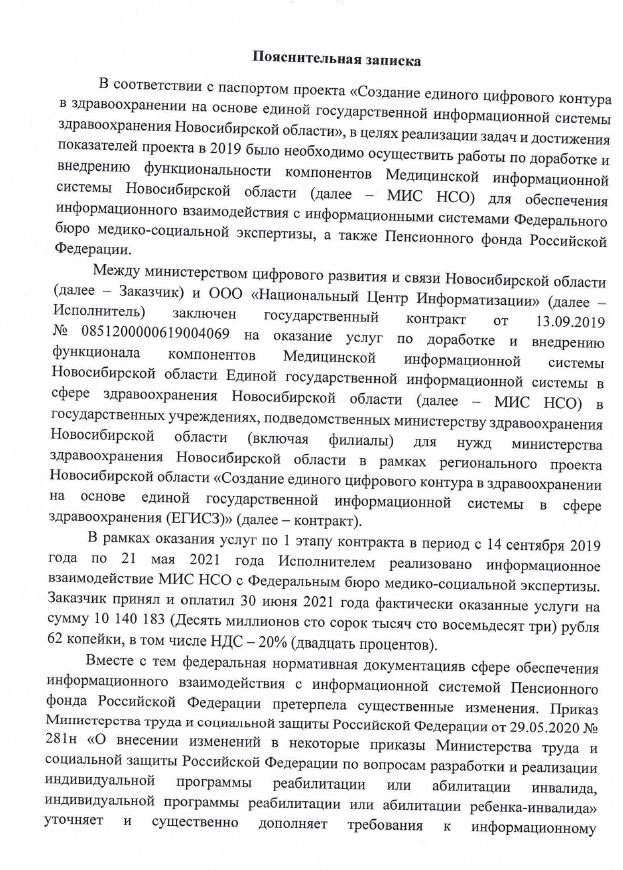 Пояснительная записка
В соответствии с паспортом проекта «Создание единого цифрового контура
в здравоохранении на основе единой государственной информационной системы
здравоохранения Новосибирской области», в целях реализации задач и достижения
показателей проекта в 2019 было необходимо осуществить работы по доработке и
внедрению функциональности компонентов Медицинской информационной
системы Новосибирской области (далее – МИС НСО) для обеспечения
информационного взаимодействия с информационными системами Федерального
бюро медико-социальной экспертизы, а также Пенсионного фонда Российской
Федерации.
Между министерством цифрового развития и связи Новосибирской области
(далее – Заказчик) и ООО «Национальный Центр Информатизации» (далее –
Исполнитель) заключен государственный контракт от 13.09.2019
№ 0851200000619004069 на оказание услуг по доработке и внедрению
функционала компонентов Медицинской информационной системы
Новосибирской области Единой государственной информационной системы в
сфере здравоохранения Новосибирской области (далее – МИС НСО) в
государственных учреждениях, подведомственных министерству здравоохранения
Новосибирской области (включая филиалы) для нужд министерства
здравоохранения Новосибирской области в рамках регионального проекта
Новосибирской области «Создание единого цифрового контура в здравоохранении
на основе единой государственной информационной системы в сфере
здравоохранения (ЕГИСЗ)» (далее – контракт).
В рамках оказания услуг по 1 этапу контракта в период с 14 сентября 2019
года по 21 мая 2021 года Исполнителем реализовано информационное
взаимодействие МИС НСО с Федеральным бюро медико-социальной экспертизы.
Заказчик принял и оплатил 30 июня 2021 года фактически оказанные услуги на
сумму 10 140 183 (Десять миллионов сто сорок тысяч сто восемьдесят три) рубля
62 копейки, в том числе НДС – 20% (двадцать процентов).
Вместе с тем федеральная нормативная документацияв сфере обеспечения
информационного взаимодействия с информационной системой Пенсионного
фонда Российской Федерации претерпела существенные изменения. Приказ
Министерства труда и социальной защиты Российской Федерации от 29.05.2020 №
281н «О внесении изменений в некоторые приказы Министерства труда и
социальной защиты Российской Федерации по вопросам разработки и реализации
индивидуальной программы реабилитации или абилитации инвалида,
индивидуальной программы реабилитации или абилитации ребенка-инвалида»
уточняет и существенно дополняет требования к информационному